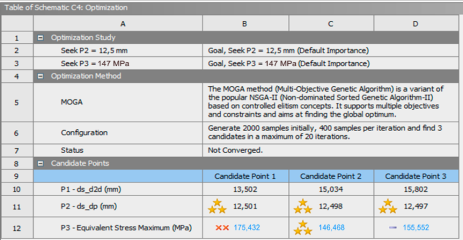 Table of Schematic C4: Optimization
A B C D
1 Optimization Study
2 Seek P2 = 12,5 mm Goal, Seek P2 = 12,5 mm (Default Importance)
3 Seek P3 = 147 MPa Goal, Seek P3 = 147 MPa (Default Importance)
4 Optimization Method
5 MOGA The MOGA method (Multi-Objective Genetic Algorithm) is a variant of
the popular NSGA-II (Non-dominated Sorted Genetic Algorithm-II)
based on controlled elitism concepts. It supports multiple objectives
and constraints and aims at finding the global optimum.
6 Configuration Generate 2000 samples initially, 400 samples per iteration and find 3
candidates in a maximum of 20 iterations.
7 Status Not Converged.
8 Candidate Points
9 Candidate Point 1 Candidate Point 2 Candidate Point 3
10 P1 - ds_d2d (mm) 13,502 15,034 15,802
11 P2 - ds_dp (mm) 12,501 12,498 12,497
12 P3 - Equivalent Stress Maximum (MPa) 175,432 146,468 155,552